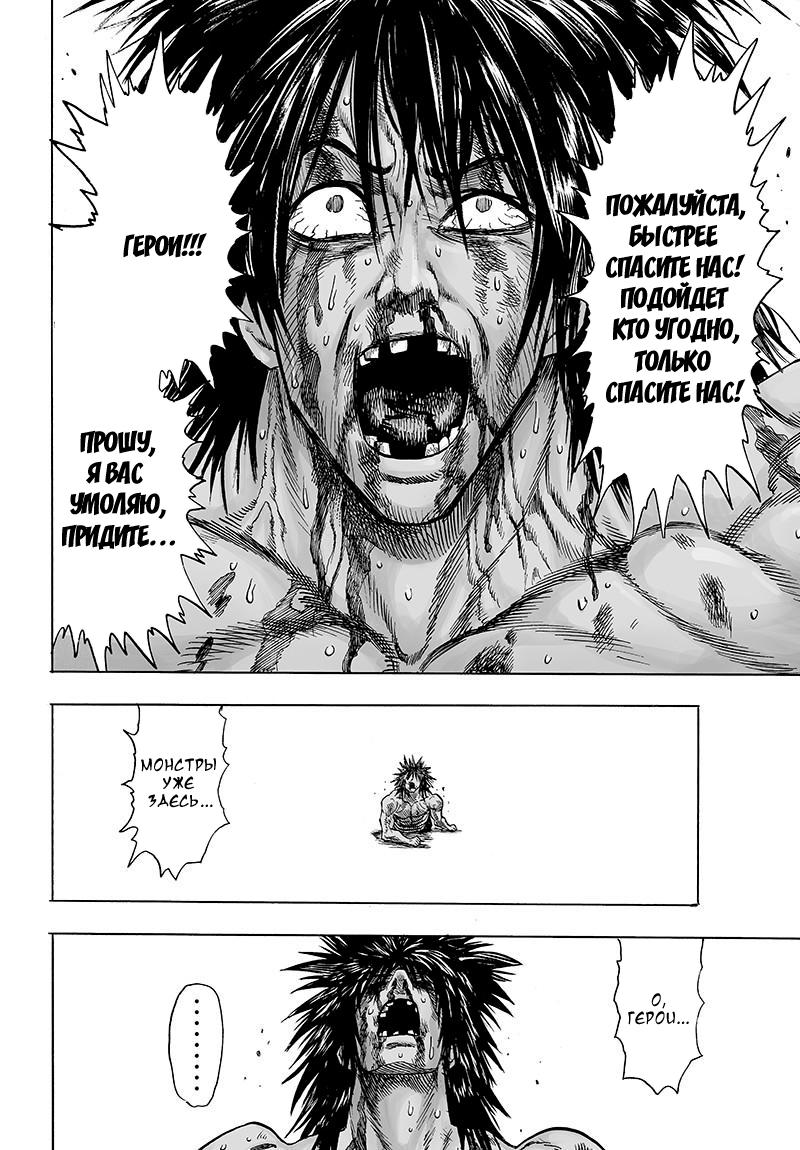 ПОЖАЛУЙСТА,
БЫСТРЕЕ
СПАСИТЕ НАС!
ПОДОЙДЕТ
КТО УГОДНО,
ТОЛЬКО
СПАСИТЕ НАС!
ГЕРОИ!!!
ПРОШУ,
Я ВАС
УМОЛЯЮ,
ПРИДИТЕ...
МОНСТРЫ
УЖЕ
ЗДЕСЬ...
О,
ГЕРОИ...
.........